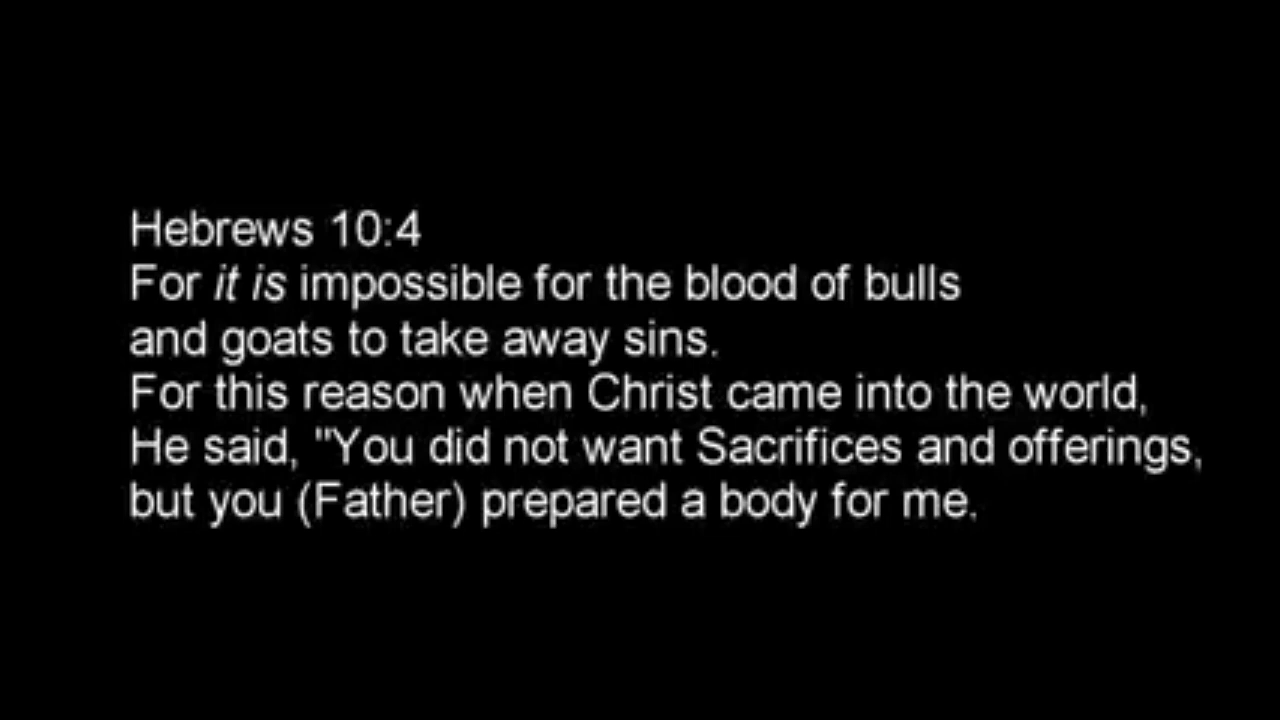 Hebrews 10:4
For it is impossible for the blood of bulls
and goats to take away sins.
For this reason when Christ came into the world,
He said, "You did not want Sacrifices and offerings,
but you (Father) prepared a body for me.